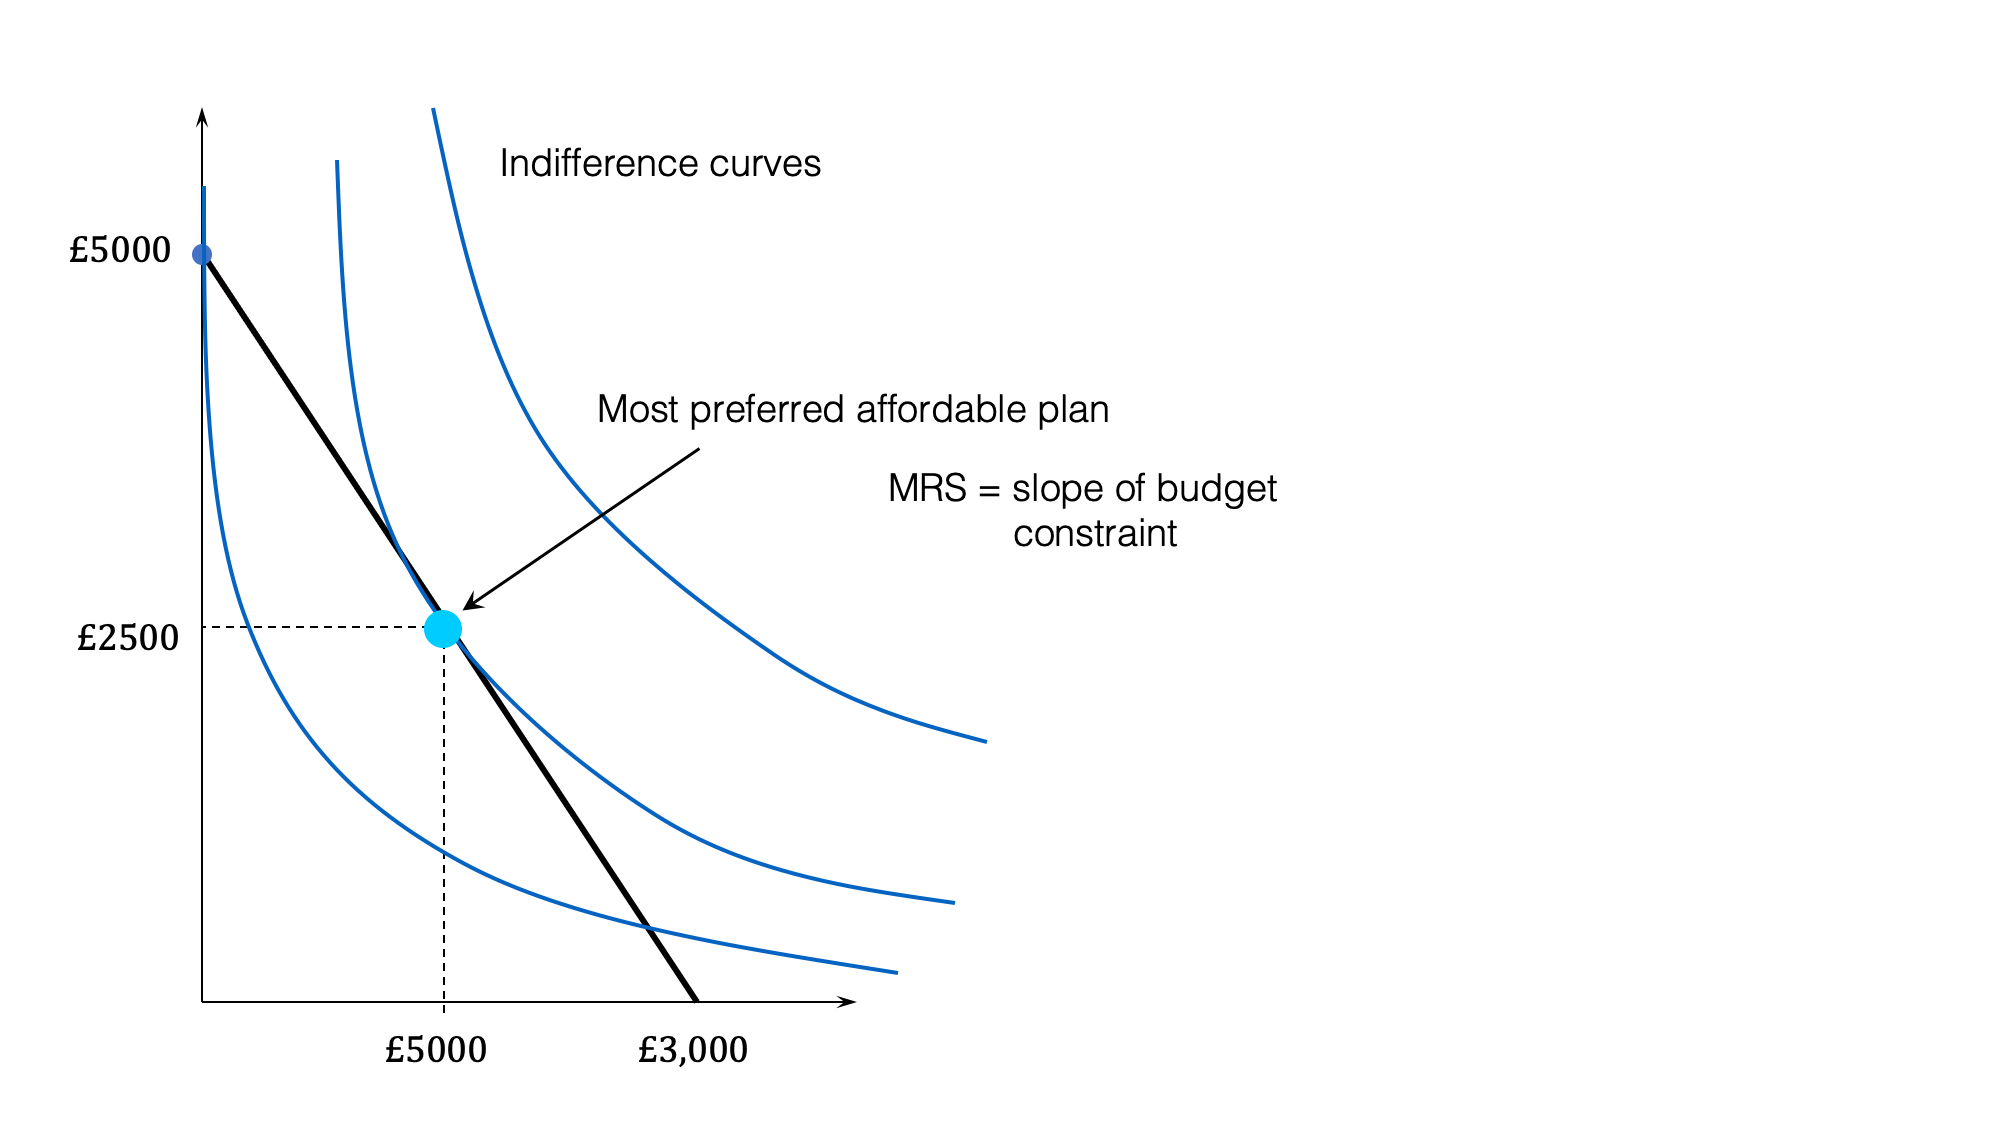 Indifference curves
£5000
Most preferred affordable plan
MRS = slope of budget
constraint
£2500
£5000
£3,000